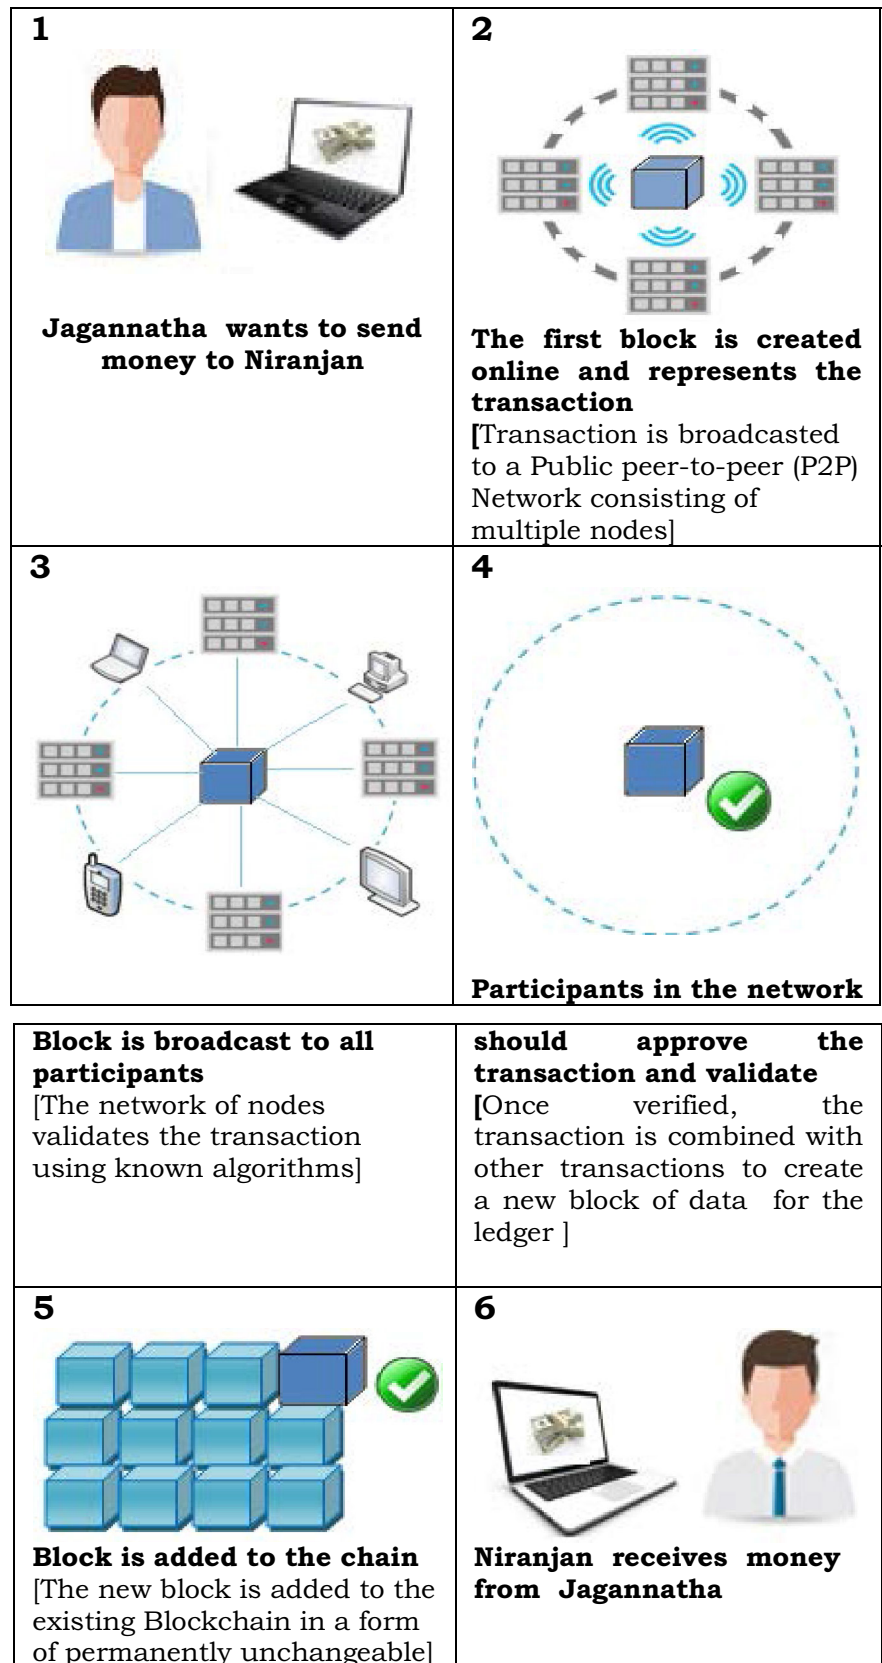 1
Jagannatha wants to send
money to Niranjan
2
The first block is created
online and represents the
transaction
[Transaction is broadcasted
to a Public peer-to-peer (P2P)
Network consisting of
multiple nodes]
3
4
Participants in the network
Block is broadcast to all
participants
[The network of nodes
validates the transaction
using known algorithms]
should approve the
transaction and validate
[Once verified, the
transaction is combined with
other transactions to create
a new block of data for the
ledger ]
5
Block is added to the chain
[The new block is added to the
existing Blockchain in a form
of permanently unchangeable]
6
Niranjan receives money
from Jagannatha